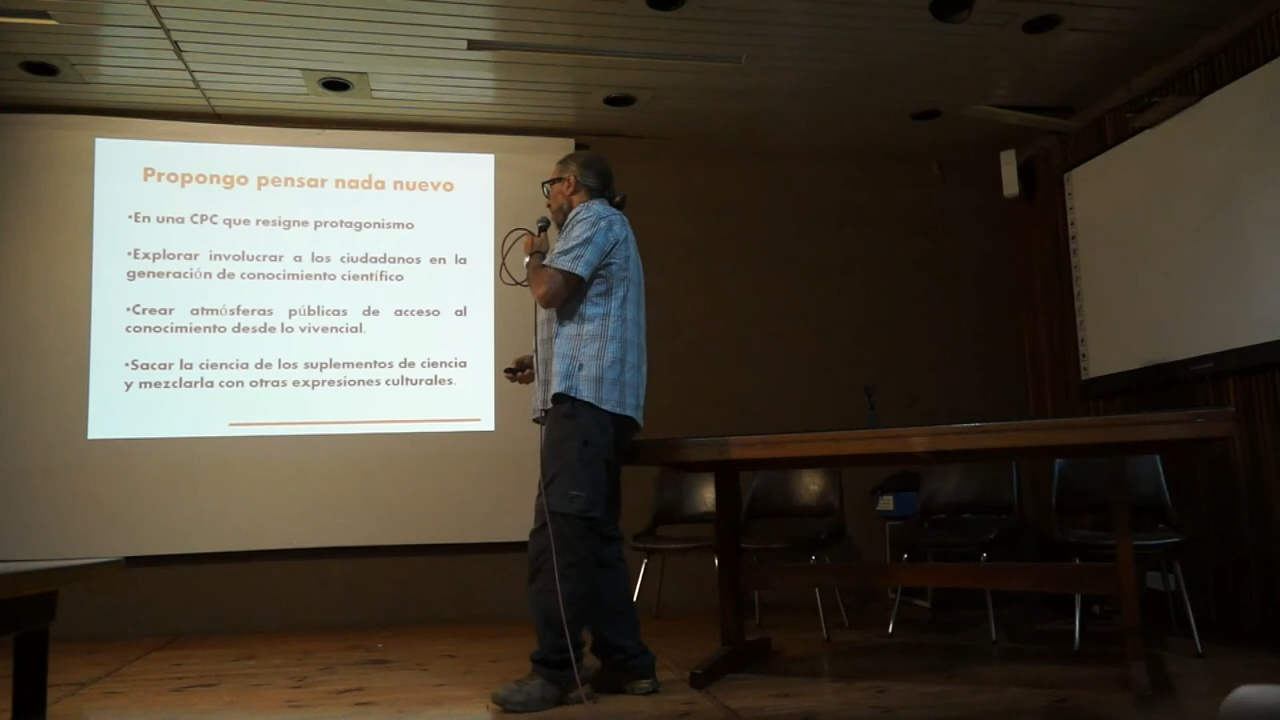 Propongo pensar nada nuevo
•En una CPC que resigne protagonismo
•Explorar involucrar a los ciudadanos en la
generación de conocimiento científico
•Crear atmósferas públicas de acceso al
conocimiento desde lo vivencial.
•Sacar la ciencia de los suplementos de ciencia
y mezclarla con otras expresiones culturales.